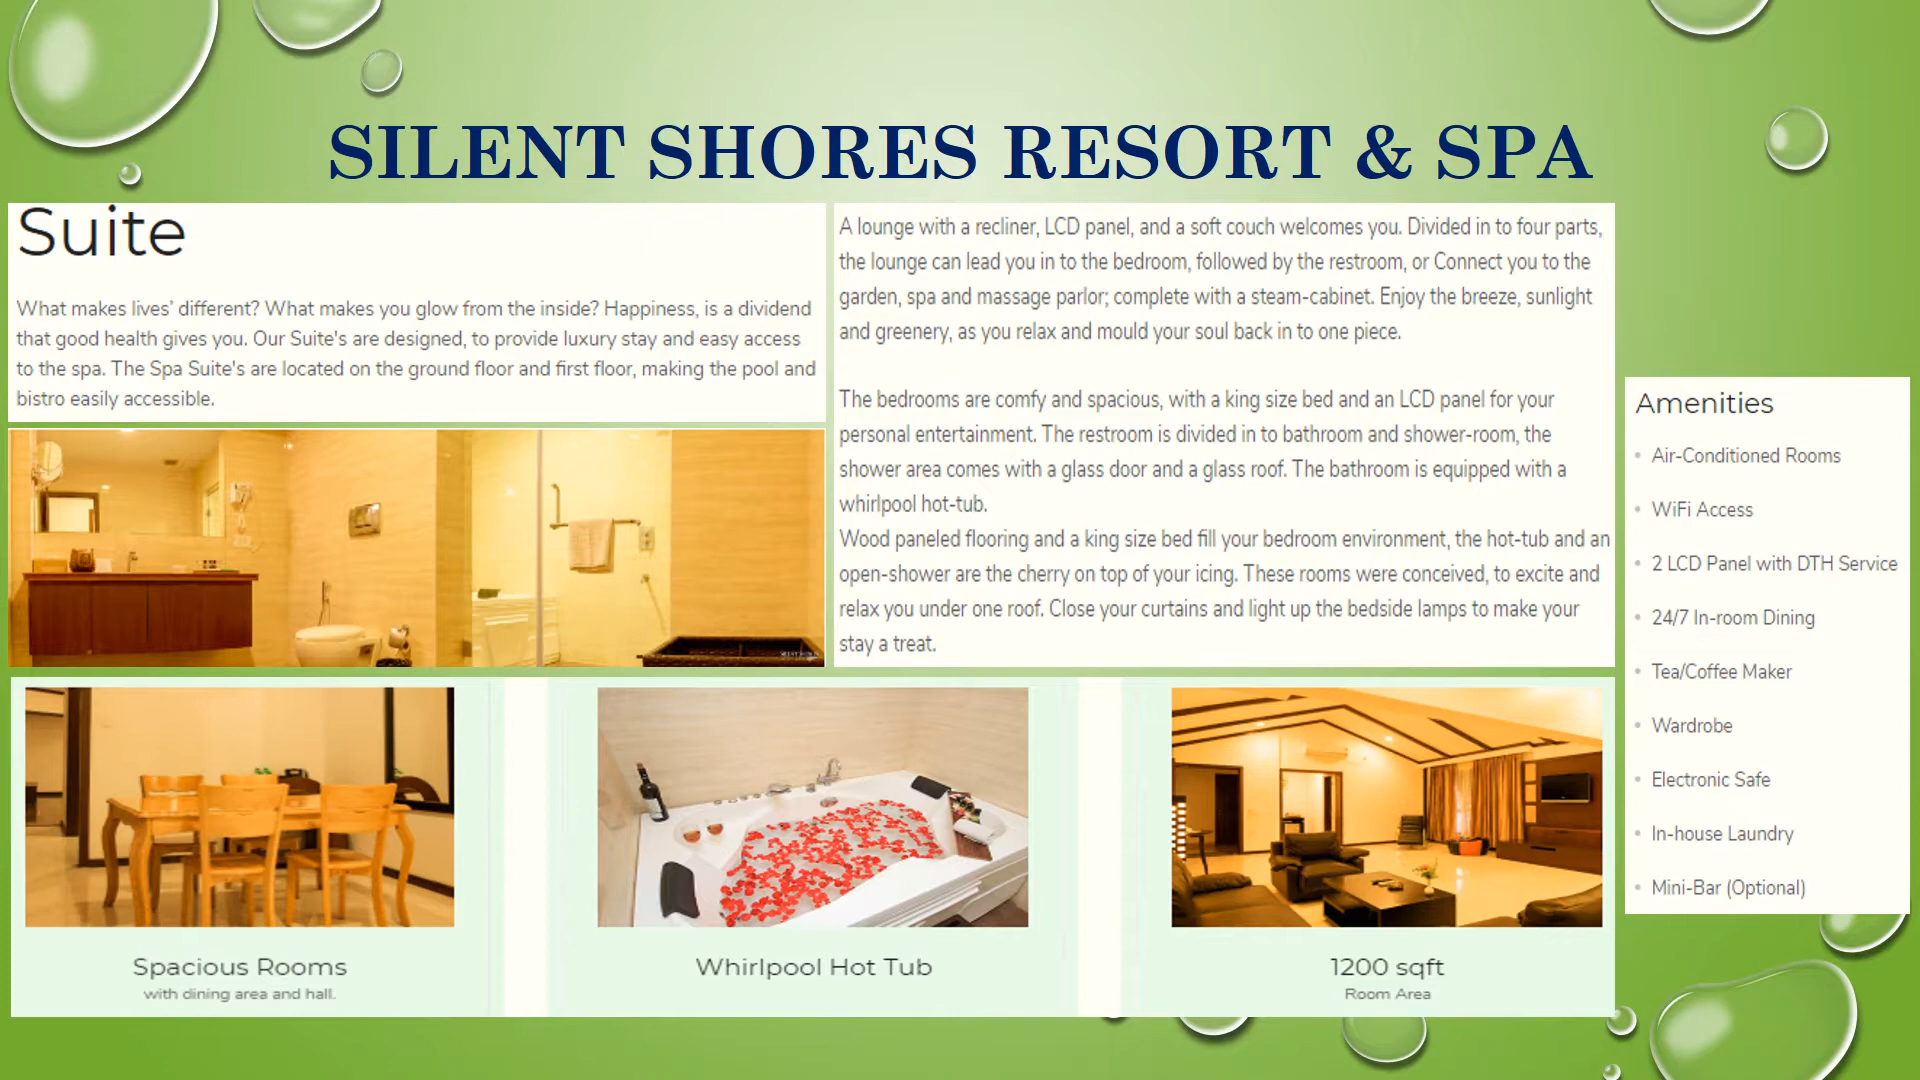 SILENT SHORES RESORT & SPA
Suite
What makes lives’ different? What makes you glow from the inside? Happiness, is a dividend
that good health gives you. Our Suite's are designed, to provide luxury stay and easy access
to the spa. The Spa Suite's are located on the ground floor and first floor, making the pool and
bistro easily accessible.
A lounge with a recliner, LCD panel, and a soft couch welcomes you. Divided in to four parts,
the lounge can lead you in to the bedroom, followed by the restroom, or Connect you to the
garden, spa and massage parlor; complete with a steam-cabinet. Enjoy the breeze, sunlight
and greenery, as you relax and mould your soul back in to one piece.
The bedrooms are comfy and spacious, with a king size bed and an LCD panel for your
personal entertainment. The restroom is divided in to bathroom and shower-room, the
shower area comes with a glass door and a glass roof. The bathroom is equipped with a
whirlpool hot-tub.
Wood paneled flooring and a king size bed fill your bedroom environment, the hot-tub and an
open-shower are the cherry on top of your icing. These rooms were conceived, to excite and
relax you under one roof. Close your curtains and light up the bedside lamps to make your
stay a treat.
Amenities
• Air-Conditioned Rooms
• WiFi Access
• 2 LCD Panel with DTH Service
• 24/7 In-room Dining
• Tea/Coffee Maker
• Wardrobe
• Electronic Safe
• In-house Laundry
• Mini-Bar (Optional)
Spacious Rooms
with dining area and hall.
Whirlpool Hot Tub
1200 sqft
Room Area